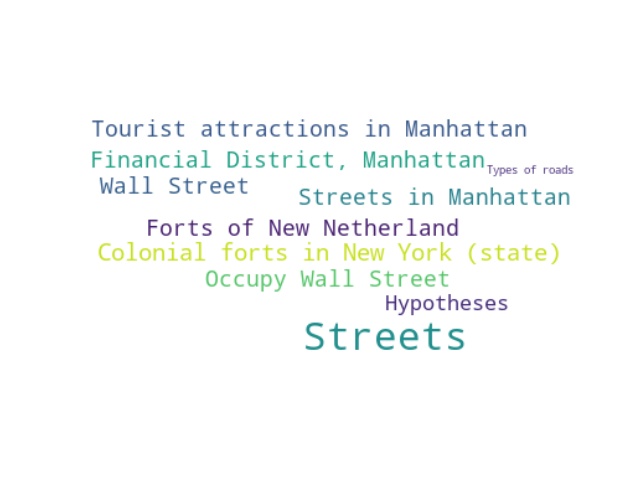 Tourist attractions in Manhattan
Financial District, Manhattan
Types of roads
Wall Street
Streets in Manhattan
Forts of New Netherland
Colonial forts in New York (state)
Occupy Wall Street
Hypotheses
Streets